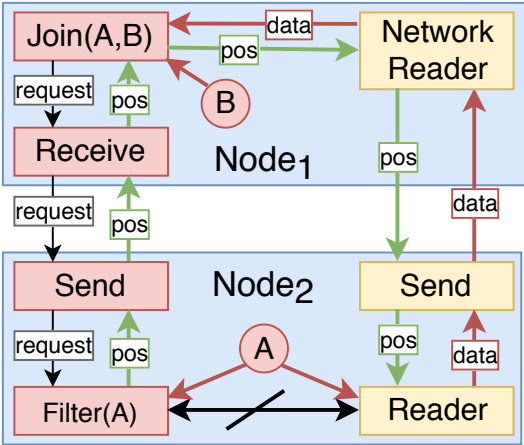 Join(A,B)
data
pos
Network
Reader
request
pos
B
Receive
Node1
pos
request
pos
data
Send
Node2
Send
request
pos
A
pos
data
Filter(A)
Reader